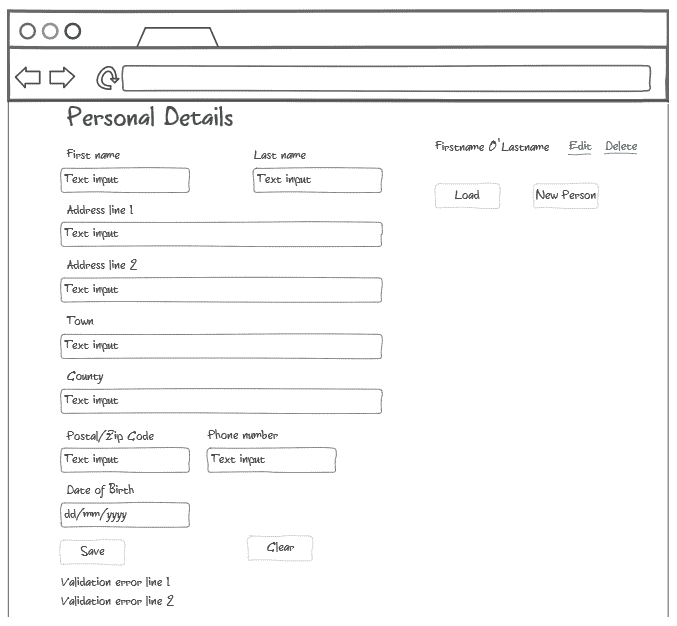 Personal Details
First name
Last name
Text input
Text input
Address line 1
Text input
Address line 2
Text input
Town
Text input
County
Text input
Postal/Zip Code
Phone number
Text input
Text input
Date of Birth
dd/mm/yyyy
Save
Clear
Validation error line 1
Validation error line 2
Firstname O'Lastname Edit Delete
Load
New Person